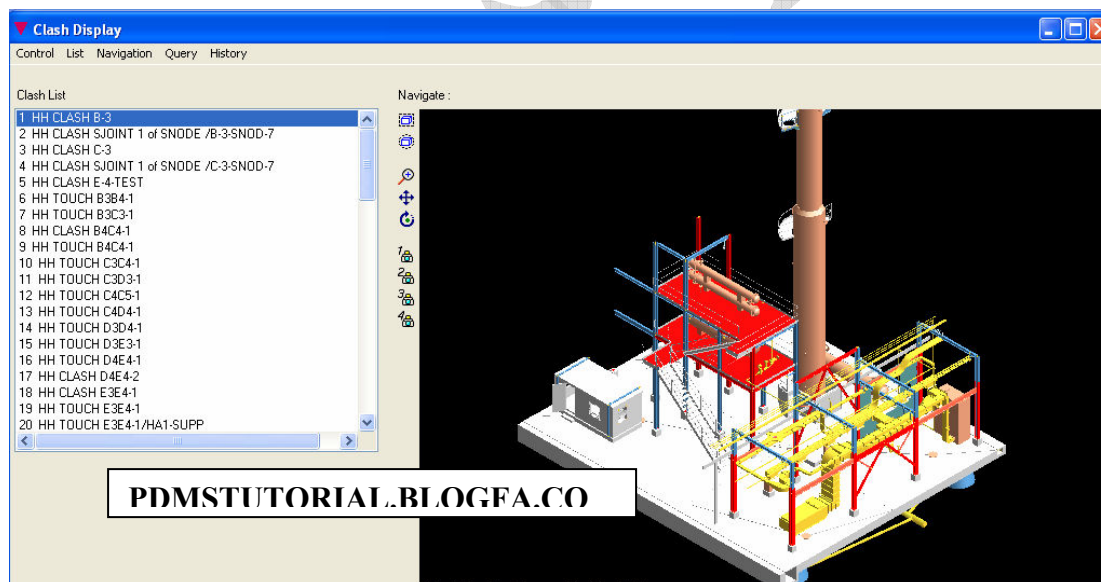 Clash Display
Control List Navigation Query History
Clash List
Navigate :
1 HH CLASH B-3
2 HH CLASH SJOINT 1 of SNODE /B-3-SNOD-7
3 HH CLASH C-3
4 HH CLASH SJOINT 1 of SNODE /C-3-SNOD-7
5 HH CLASH E-4-TEST
6 HH TOUCH B3B4-1
7 HH TOUCH B3C3-1
8 HH CLASH B4C4-1
9 HH TOUCH B4C4-1
10 HH TOUCH C3C4-1
11 HH TOUCH C3D3-1
12 HH TOUCH C4C5-1
13 HH TOUCH C4D4-1
14 HH TOUCH D3D4-1
15 HH TOUCH D3E3-1
16 HH TOUCH D4E4-1
17 HH CLASH D4E4-2
18 HH CLASH E3E4-1
19 HH TOUCH E3E4-1
20 HH TOUCH E3E4-1/HA1-SUPP
1
2
3
4
PDMSTUTORIAL.BLOGFA.CO